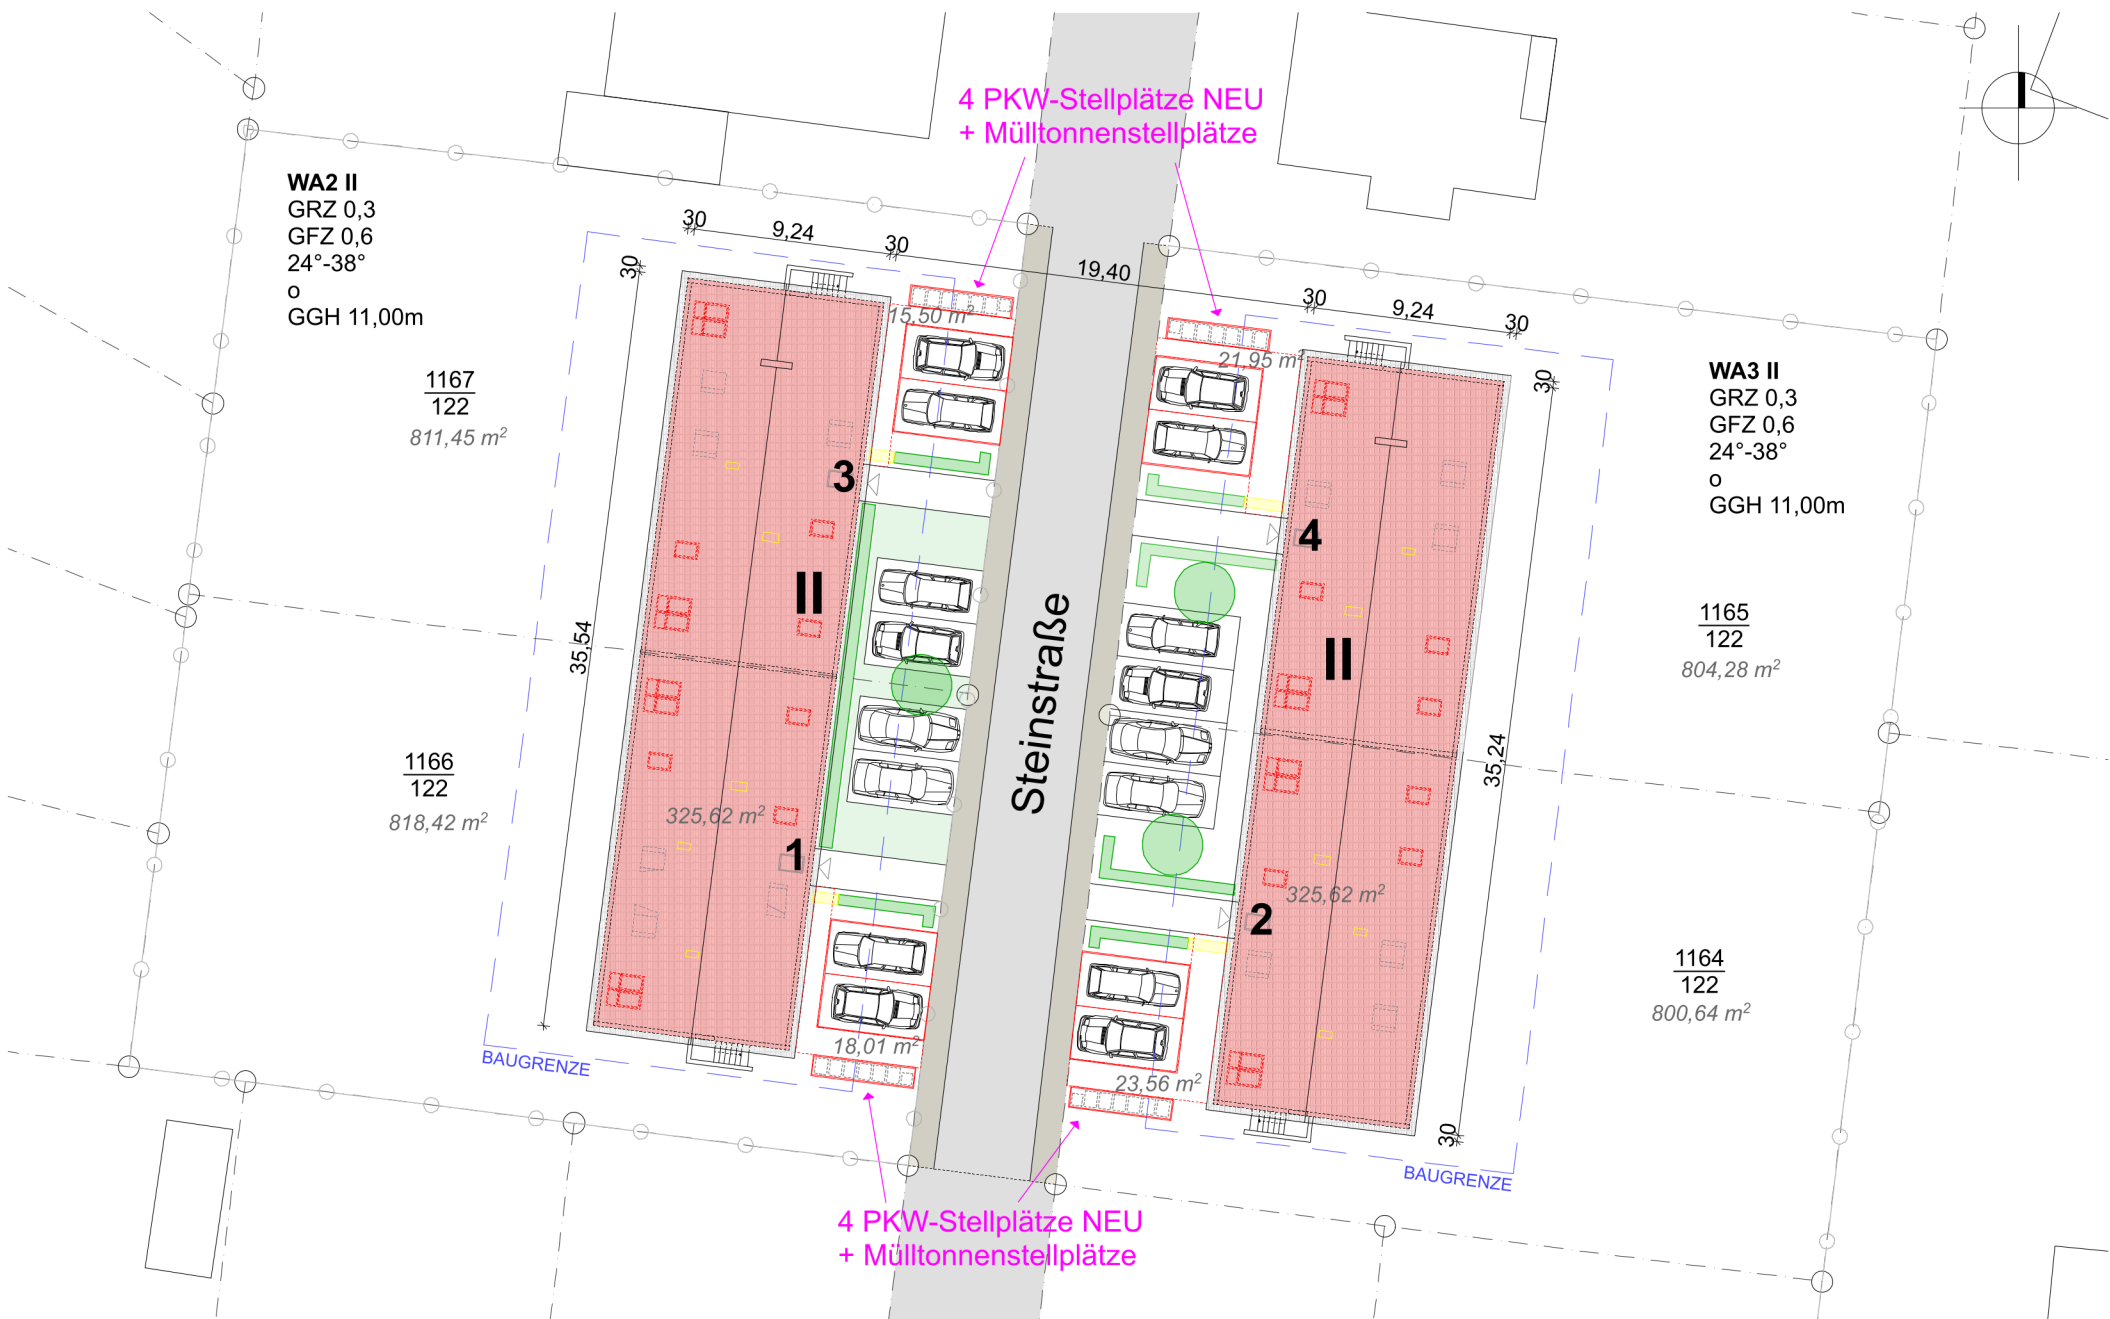 4 PKW-Stellplätze NEU
+ Mülltonnenstellplätze
WA2 II
GRZ 0,3
GFZ 0,6
24°-38°
o
GGH 11,00m
30
9,24
30
19,40
30
9,24
30
30
15,50 m²
21,95 m²
30
WA3 II
GRZ 0,3
GFZ 0,6
24°-38°
o
GGH 11,00m
1167
122
811,45 m²
3
4
II
II
35,54
Steinstraße
1165
122
804,28 m²
1166
122
818,42 m²
325,62 m²
35,24
1
325,62 m²
2
1164
122
800,64 m²
18,01 m²
23,56 m²
BAUGRENZE
30
BAUGRENZE
4 PKW-Stellplätze NEU
+ Mülltonnenstellplätze